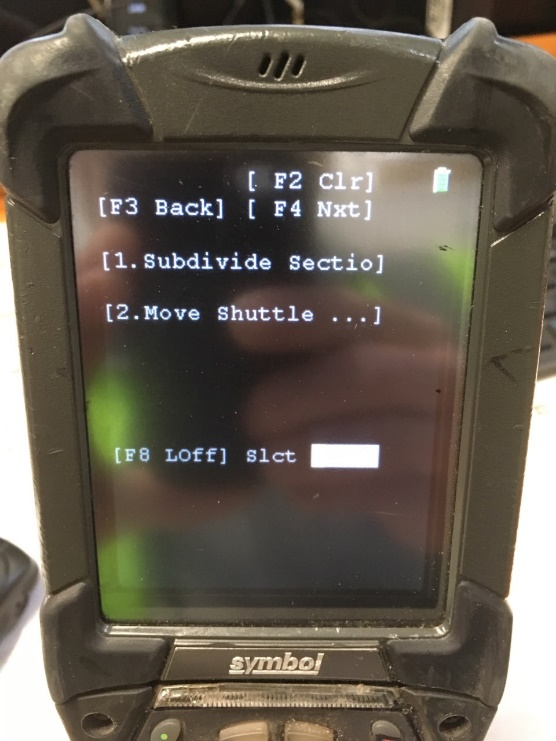 [ F2 Clr]
[F3 Back] [ F4 Nxt]
[1.Subdivide Sectio]
[2.Move Shuttle ...]
[F8 LOff] Slct
symbol